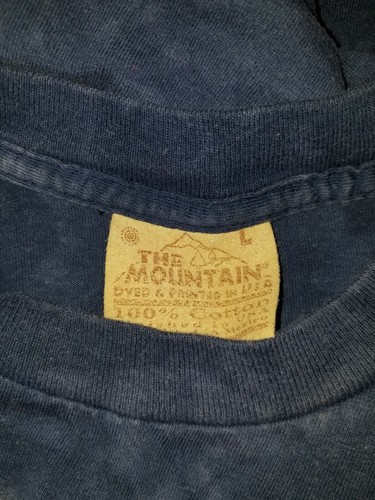 L
THE
MOUNTAIN
DYED & PRINTED IN U.S.A.
100% Cotton